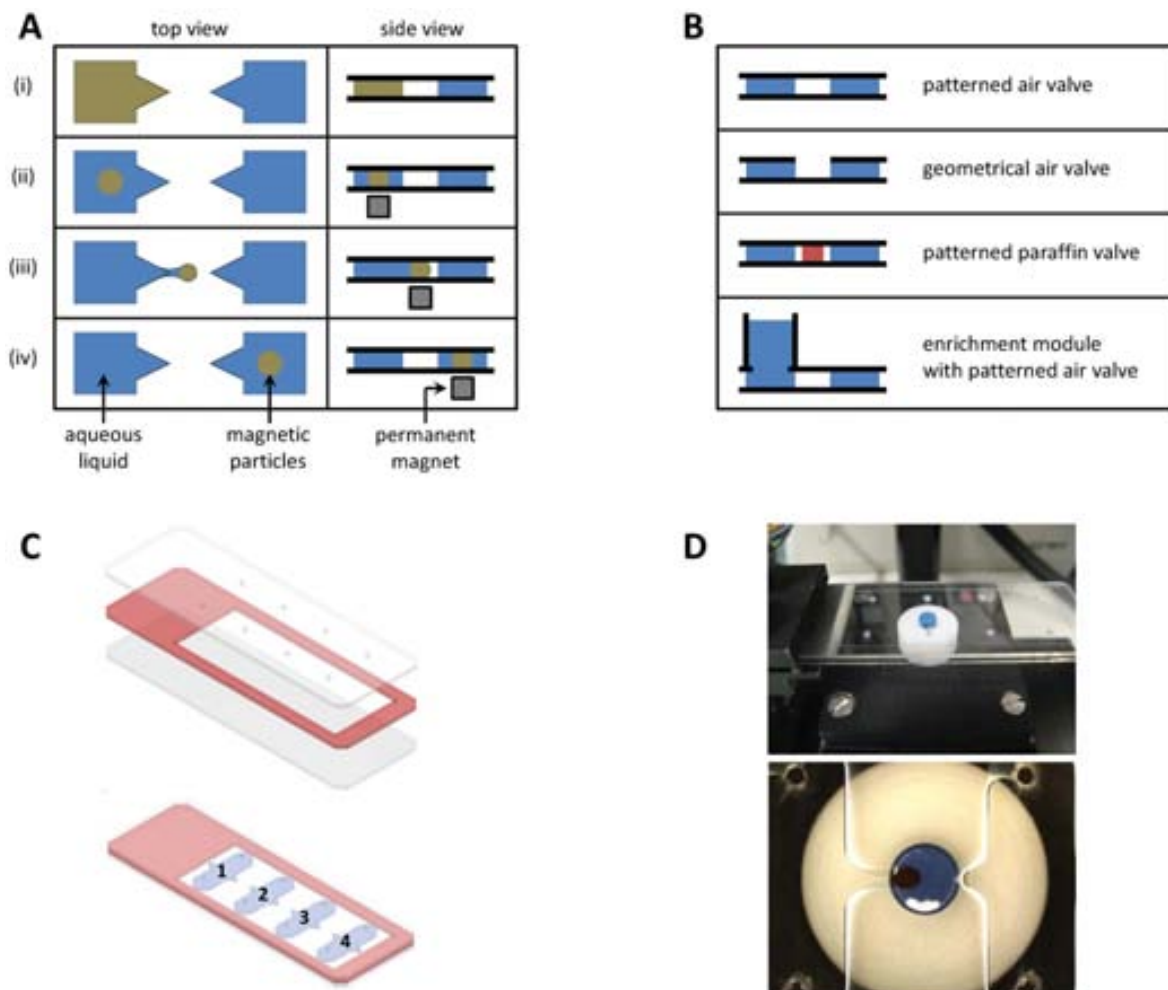 A
top view
side view
(i)
(ii)
(iii)
(iv)
aqueous
liquid
magnetic
particles
permanent
magnet
B
patterned air valve
geometrical air valve
patterned paraffin valve
enrichment module
with patterned air valve
C
1
2
3
4
D